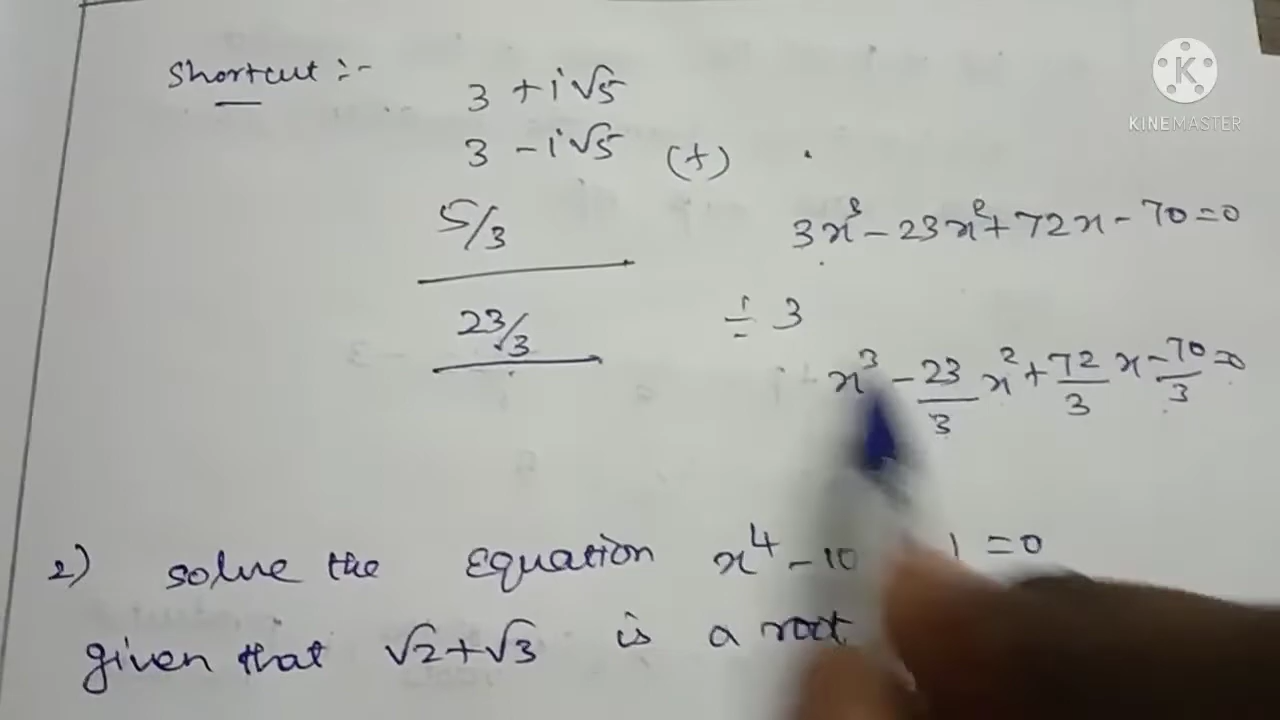 Shortcut :-
3 + i√5
3 - i√5 (+)
5/3
23/3
3x³ - 23x² + 72x - 70 = 0
÷ 3
x³ - 23/3 x² + 72/3 x - 70/3 = 0
2) solve the Equation x⁴ - 10 1 = 0
given that √2+√3 is a root
K
KINEMASTER